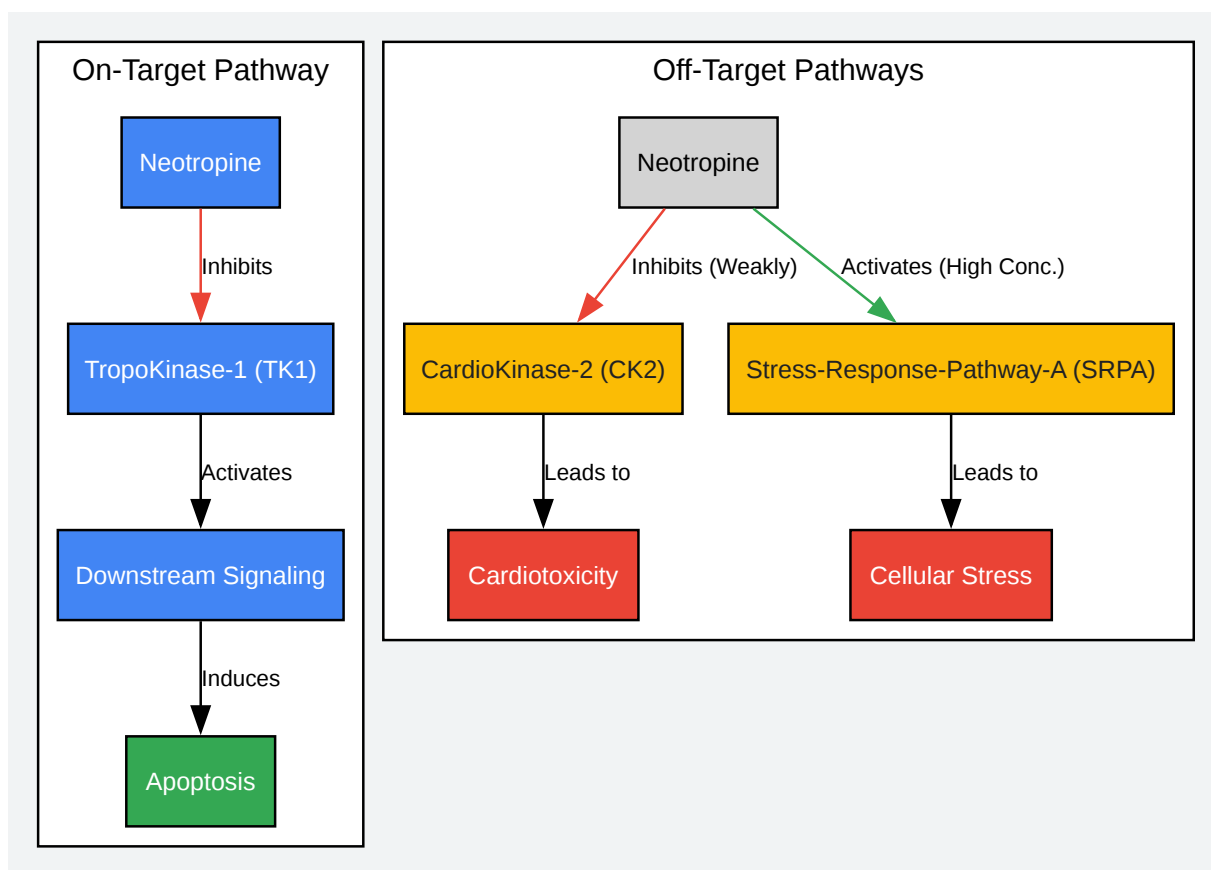 On-Target Pathway
Neotropine
Inhibits
TropoKinase-1 (TK1)
Activates
Downstream Signaling
Induces
Apoptosis
Off-Target Pathways
Neotropine
Inhibits (Weakly)
Activates (High Conc.)
CardioKinase-2 (CK2)
Stress-Response-Pathway-A (SRPA)
Leads to
Leads to
Cardiotoxicity
Cellular Stress